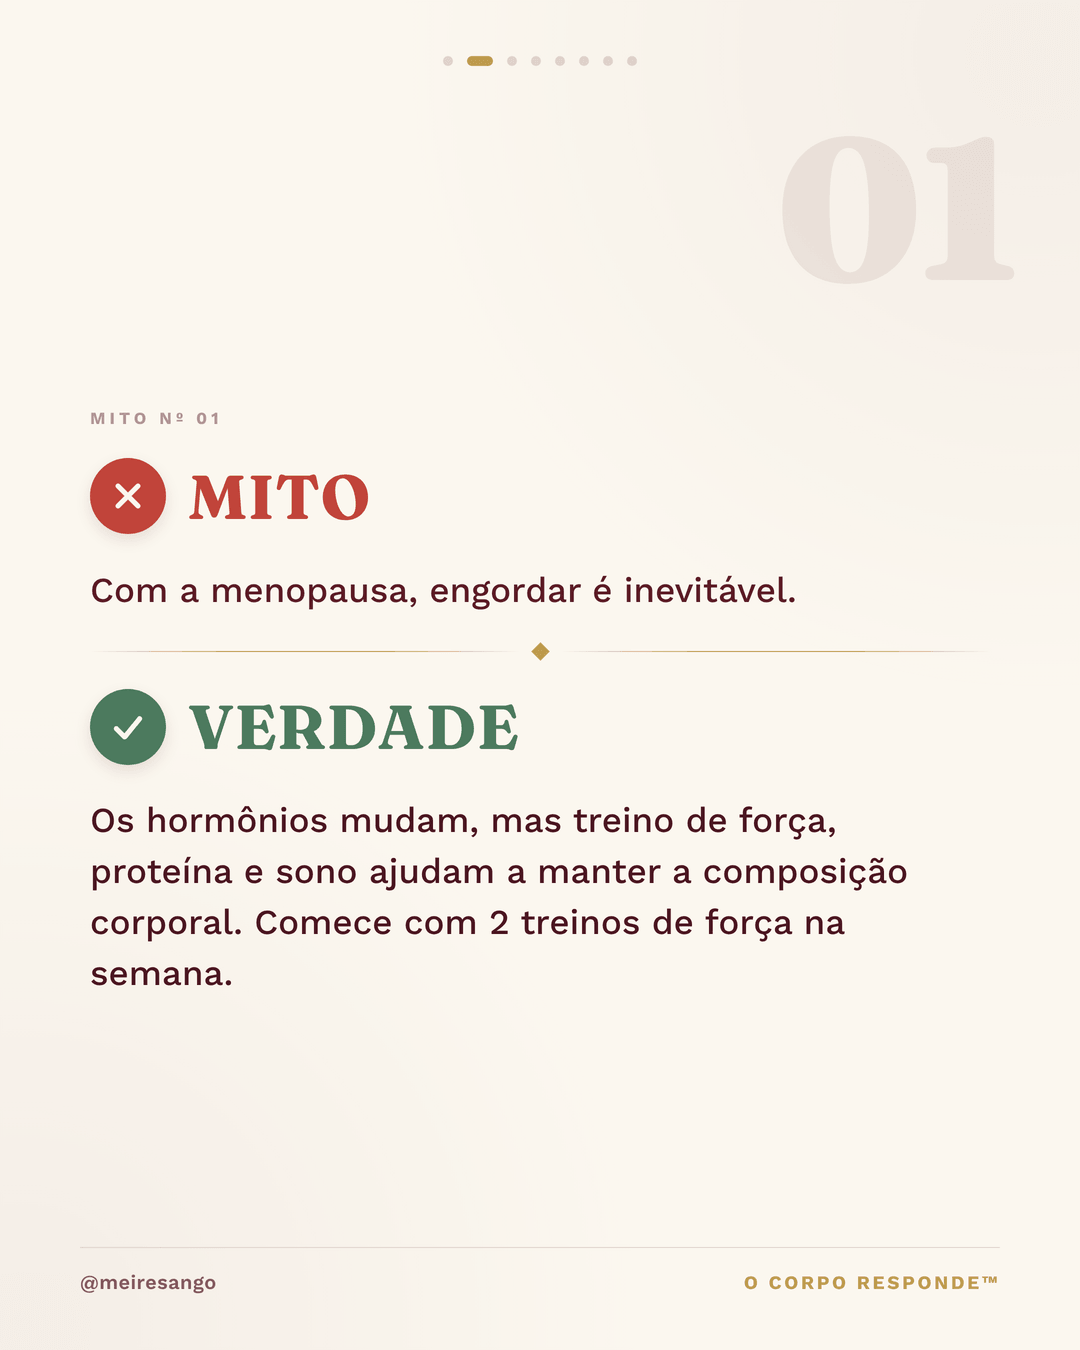 01
MITO Nº 01
MITO
Com a menopausa, engordar é inevitável.
VERDADE
Os hormônios mudam, mas treino de força,
proteína e sono ajudam a manter a composição
corporal. Comece com 2 treinos de força na
semana.
@meiresango
O CORPO RESPONDE™